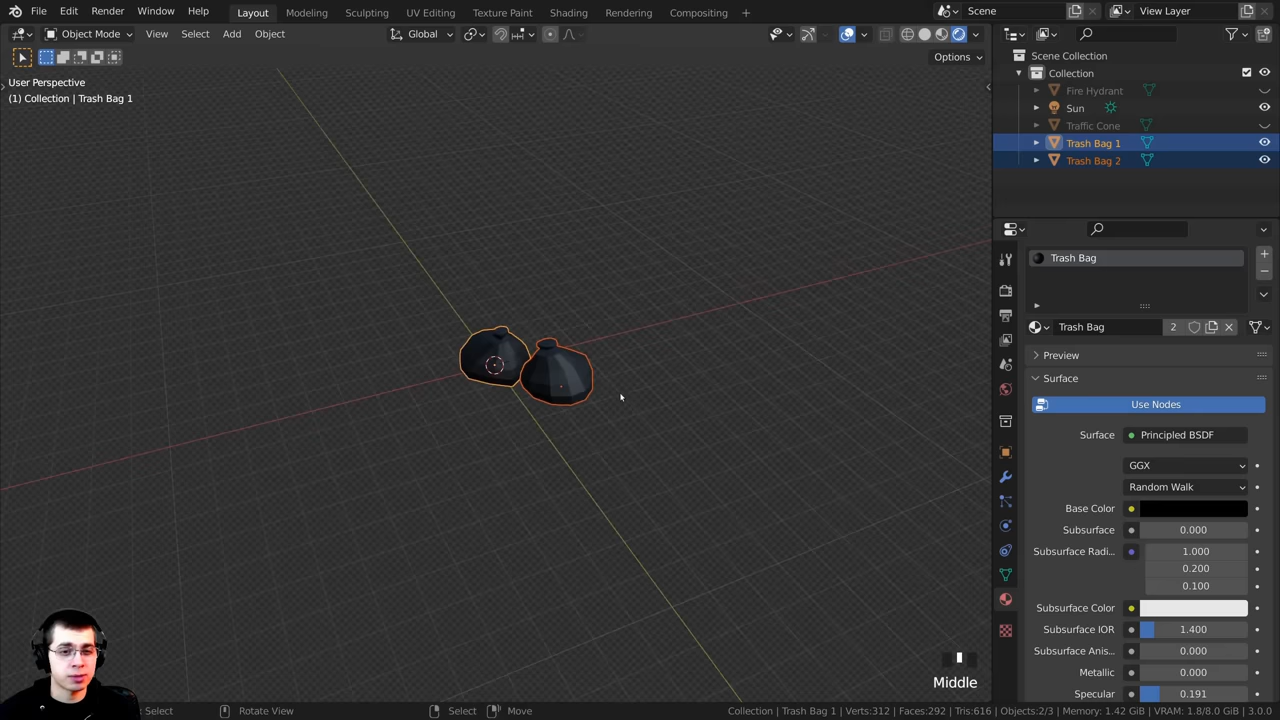 File Edit Render Window Help Layout Modeling Sculpting UV Editing Texture Paint Shading Animation Rendering Compositing + Scene View Layer
Object Mode View Select Add Object Global
Options
User Perspective
(1) Collection | Trash Bag 1
Scene Collection
Collection
Fire Hydrant
Sun
Traffic Cone
Trash Bag 1
Trash Bag 2
Trash Bag
Trash Bag 2
Preview
Surface
Use Nodes
Surface Principled BSDF
GGX
Random Walk
Base Color
Subsurface 0.000
Subsurface Radi... 1.000
0.200
0.100
Subsurface Color
Subsurface IOR 1.400
Subsurface Anis... 0.000
Metallic 0.000
Specular 0.191
Middle
Select Rotate View Select Move Collection | Trash Bag 1 | Verts:312 | Faces:292 | Tris:616 | Objects:2/3 | Memory: 1.42 GiB | VRAM: 1.8/8.0 GiB | 3.0.0